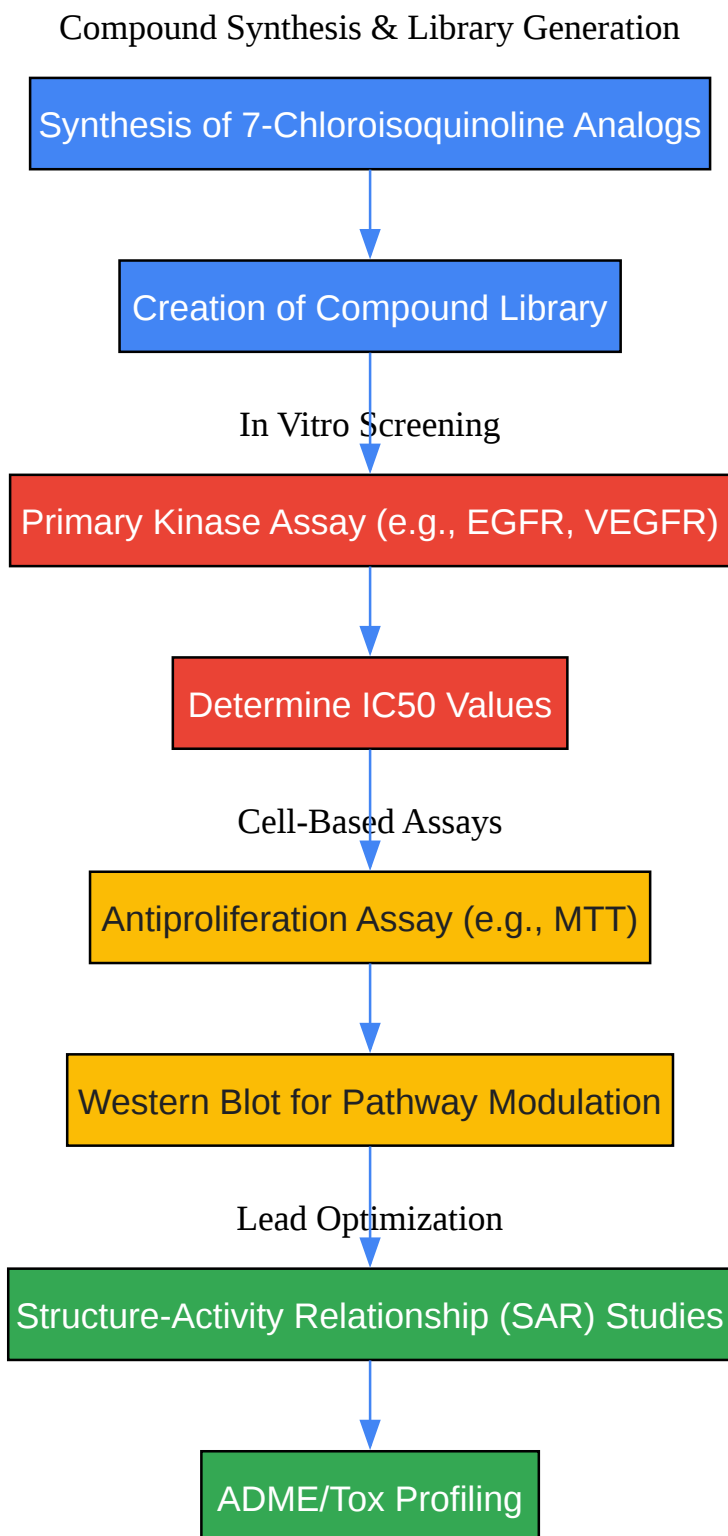 Compound Synthesis & Library Generation
Synthesis of 7-Chloroisoquinoline Analogs
Creation of Compound Library
In Vitro Screening
Primary Kinase Assay (e.g., EGFR, VEGFR)
Determine IC50 Values
Cell-Based Assays
Antiproliferation Assay (e.g., MTT)
Western Blot for Pathway Modulation
Lead Optimization
Structure-Activity Relationship (SAR) Studies
ADME/Tox Profiling